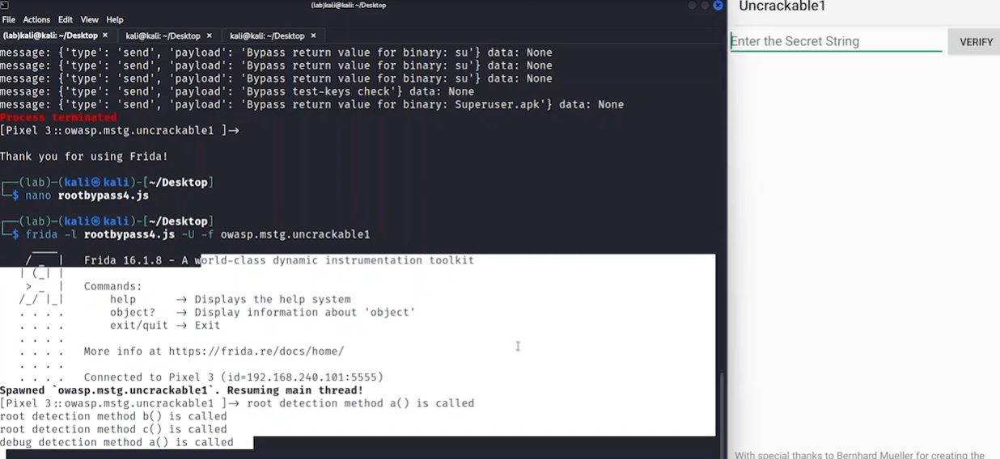 (lab)kali@kali: ~/Desktop
File Actions Edit View Help
(lab)kali@kali: ~/Desktop × kali@kali: ~/Desktop × kali@kali: ~/Desktop ×
message: {'type': 'send', 'payload': 'Bypass return value for binary: su'} data: None
message: {'type': 'send', 'payload': 'Bypass return value for binary: su'} data: None
message: {'type': 'send', 'payload': 'Bypass return value for binary: su'} data: None
message: {'type': 'send', 'payload': 'Bypass test-keys check'} data: None
message: {'type': 'send', 'payload': 'Bypass return value for binary: Superuser.apk'} data: None
Process terminated
[Pixel 3::owasp.mstg.uncrackable1 ]→
Thank you for using Frida!
┌──(lab)─(kali㉿kali)-[~/Desktop]
└─$ nano rootbypass4.js
┌──(lab)─(kali㉿kali)-[~/Desktop]
└─$ frida -l rootbypass4.js -U -f owasp.mstg.uncrackable1
____
/ _ | Frida 16.1.8 - A world-class dynamic instrumentation toolkit
| (_| |
> _ | Commands:
/_/ |_| help → Displays the help system
. . . . object? → Display information about 'object'
. . . . exit/quit → Exit
. . . .
. . . . More info at https://frida.re/docs/home/
. . . .
. . . . Connected to Pixel 3 (id=192.168.240.101:5555)
Spawned `owasp.mstg.uncrackable1`. Resuming main thread!
[Pixel 3::owasp.mstg.uncrackable1 ]→ root detection method a() is called
root detection method b() is called
root detection method c() is called
debug detection method a() is called
Uncrackable1
Enter the Secret String
VERIFY
With special thanks to Bernhard Mueller for creating the